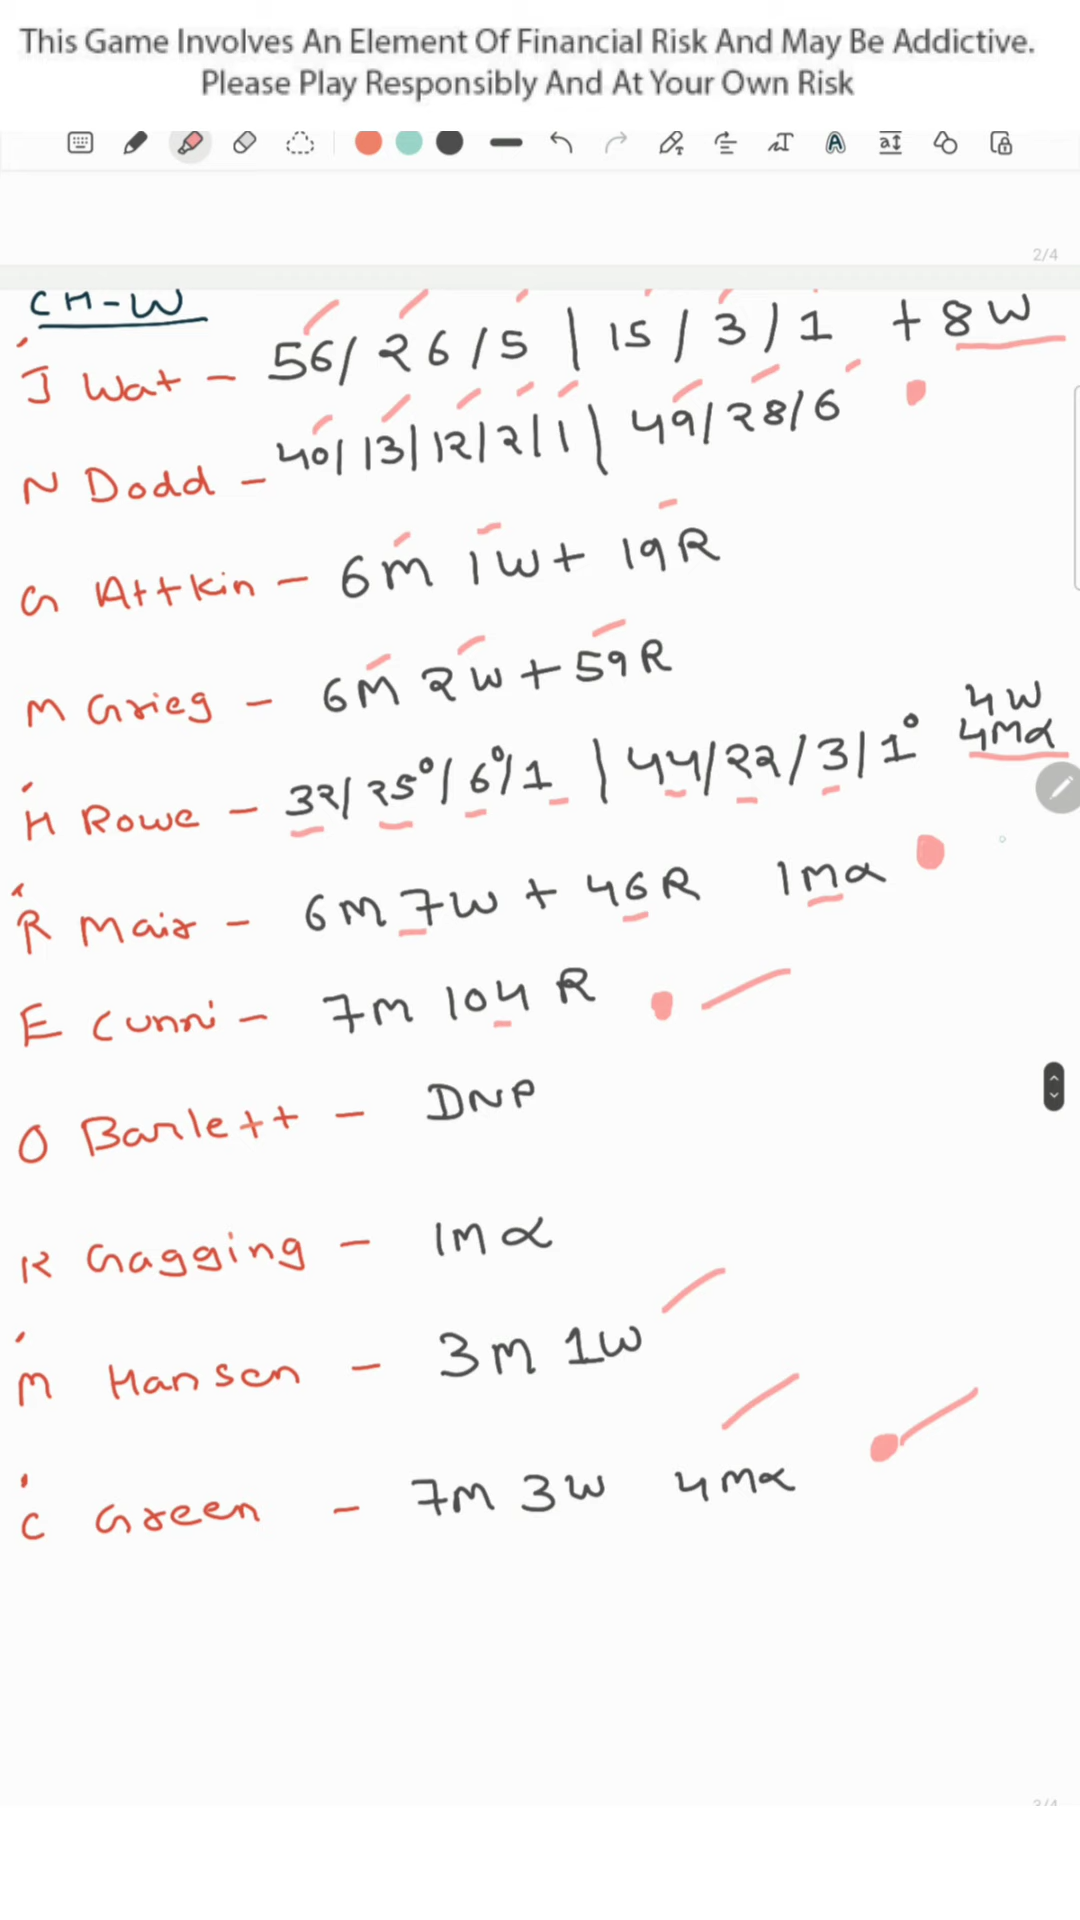 This Game Involves An Element Of Financial Risk And May Be Addictive.
Please Play Responsibly And At Your Own Risk
2/4
CH-W
J Wat - 56/26/5 | 15/3/1 + 8W
N Dodd - 40/13/12/2/1 | 49/28/6
G Attkin - 6M 1W + 19R
M Grieg - 6M 2W + 59R
H Rowe - 32/25°/6°/1 | 44/22/3/1° 4W 4Mα
R Mair - 6M 7W + 46R 1Mα
E Cunni - 7M 104 R
O Barlett - DNP
K Gagging - 1Mα
M Hansen - 3M 1W
C Green - 7M 3W 4Mα